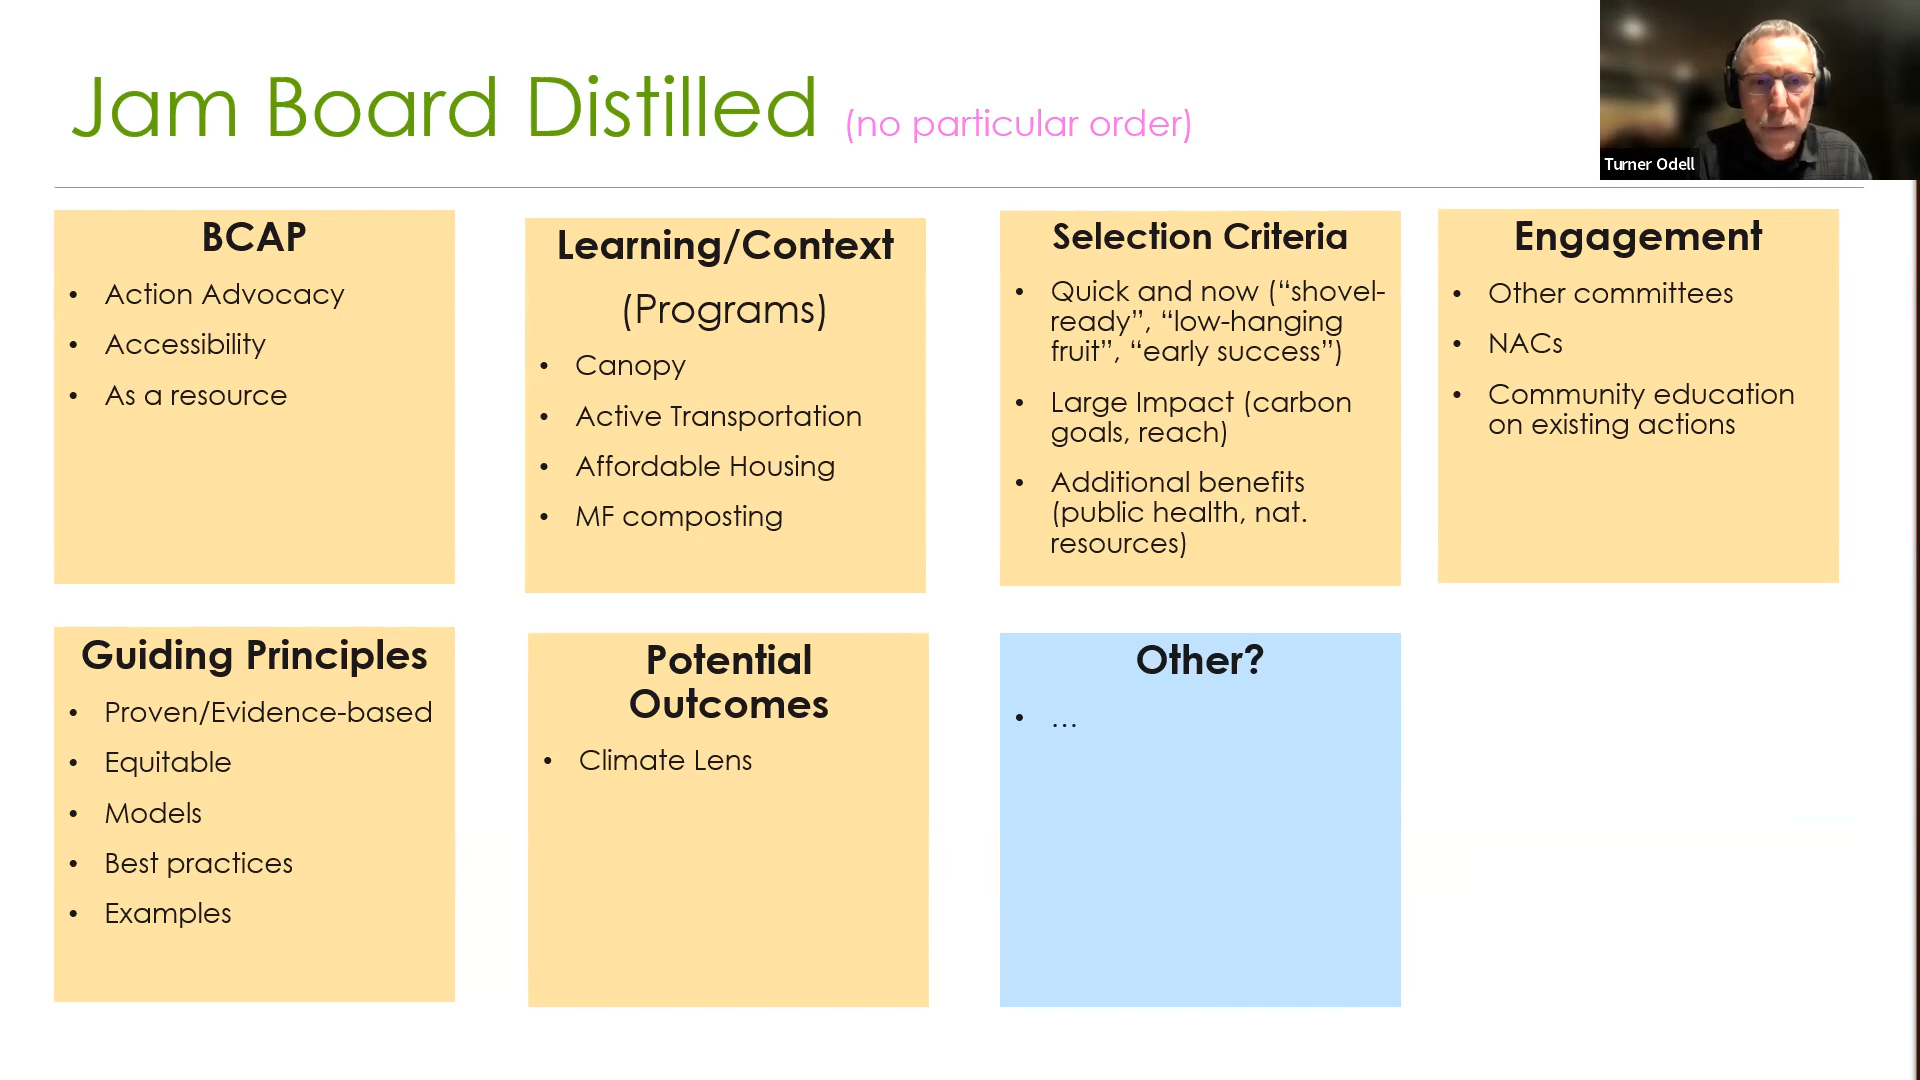 Jam Board Distilled (no particular order)
Turner Odell
BCAP
• Action Advocacy
• Accessibility
• As a resource
Learning/Context
(Programs)
• Canopy
• Active Transportation
• Affordable Housing
• MF composting
Selection Criteria
• Quick and now (“shovel-
ready”, “low-hanging
fruit”, “early success”)
• Large Impact (carbon
goals, reach)
• Additional benefits
(public health, nat.
resources)
Engagement
• Other committees
• NACs
• Community education
on existing actions
Guiding Principles
• Proven/Evidence-based
• Equitable
• Models
• Best practices
• Examples
Potential
Outcomes
• Climate Lens
Other?
• …